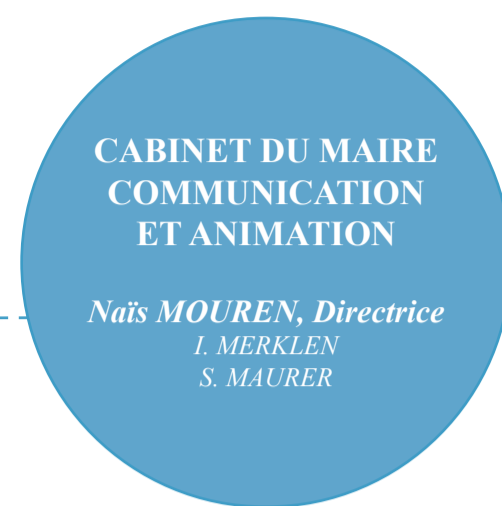 CABINET DU MAIRE
COMMUNICATION
ET ANIMATION
Naïs MOUREN, Directrice
I. MERKLEN
S. MAURER